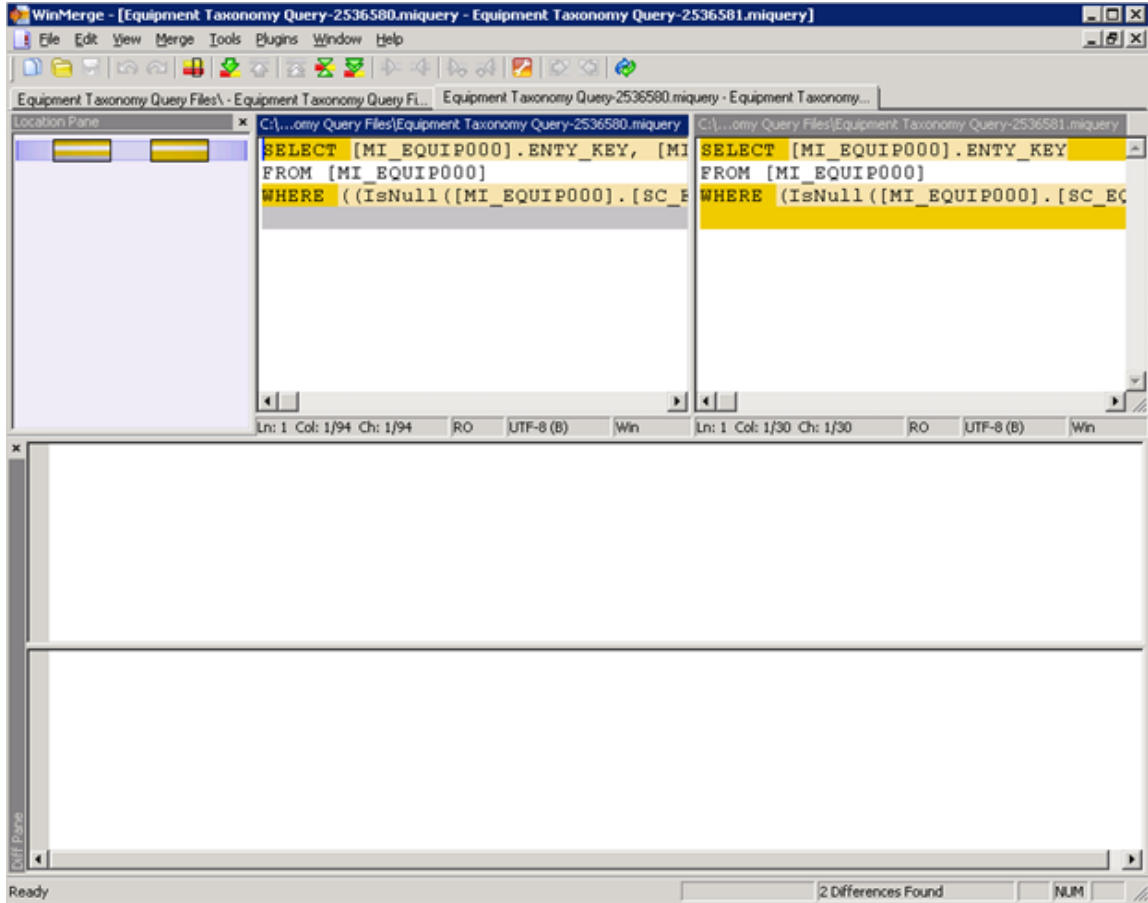 WinMerge - [Equipment Taxonomy Query-2536580.miquery - Equipment Taxonomy Query-2536581.miquery]
File Edit View Merge Tools Plugins Window Help
Equipment Taxonomy Query Files\ - Equipment Taxonomy Query Fi... Equipment Taxonomy Query-2536580.miquery - Equipment Taxonomy...
Location Pane
C:\...omy Query Files\Equipment Taxonomy Query-2536580.miquery
SELECT [MI_EQUIP000].ENTY_KEY, [MI
FROM [MI_EQUIP000]
WHERE ((IsNull([MI_EQUIP000].[SC_E
Ln: 1 Col: 1/94 Ch: 1/94 RO UTF-8 (B) Win
C:\...omy Query Files\Equipment Taxonomy Query-2536581.miquery
SELECT [MI_EQUIP000].ENTY_KEY
FROM [MI_EQUIP000]
WHERE (IsNull([MI_EQUIP000].[SC_EQ
Ln: 1 Col: 1/30 Ch: 1/30 RO UTF-8 (B) Win
Diff Pane
Ready 2 Differences Found NUM